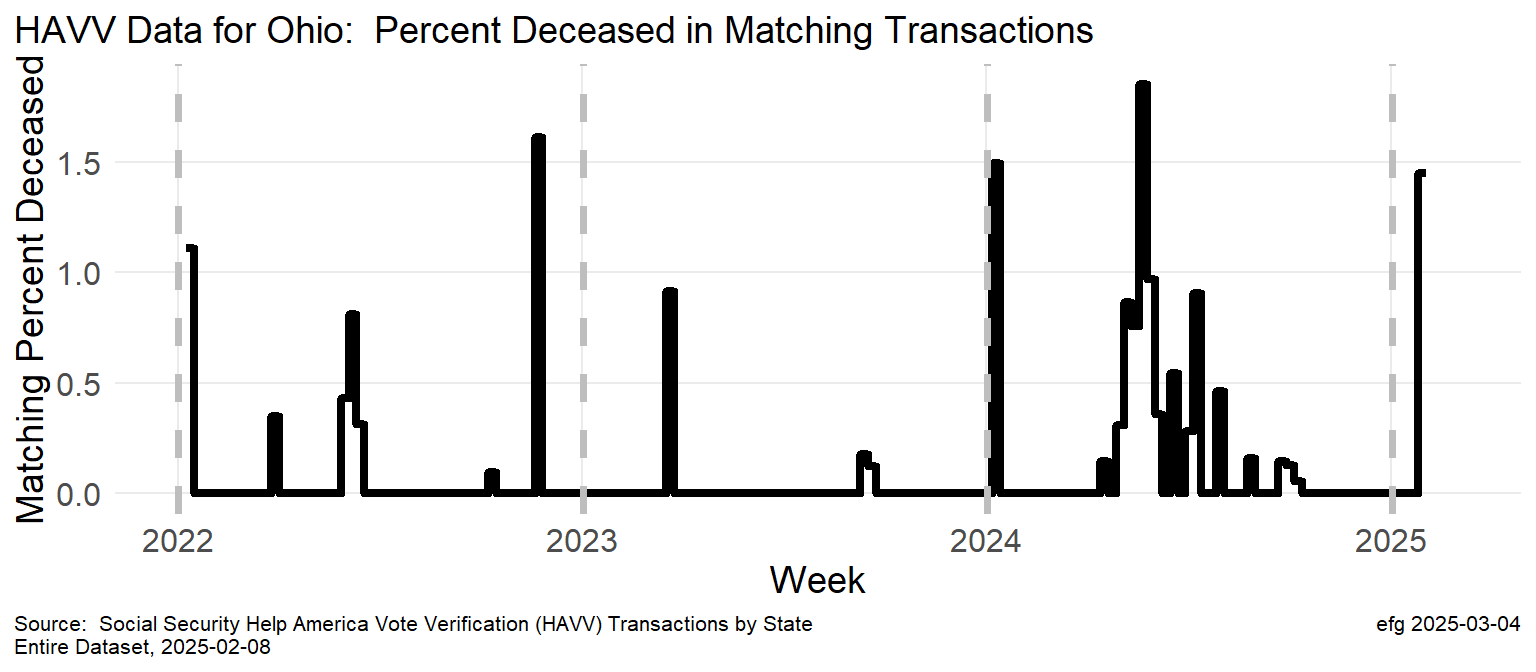 HAVV Data for Ohio:  Percent Deceased in Matching Transactions
Matching Percent Deceased
1.5
1.0
0.5
0.0
2022 2023 2024 2025
Week
Source:  Social Security Help America Vote Verification (HAVV) Transactions by State
Entire Dataset, 2025-02-08
efg 2025-03-04